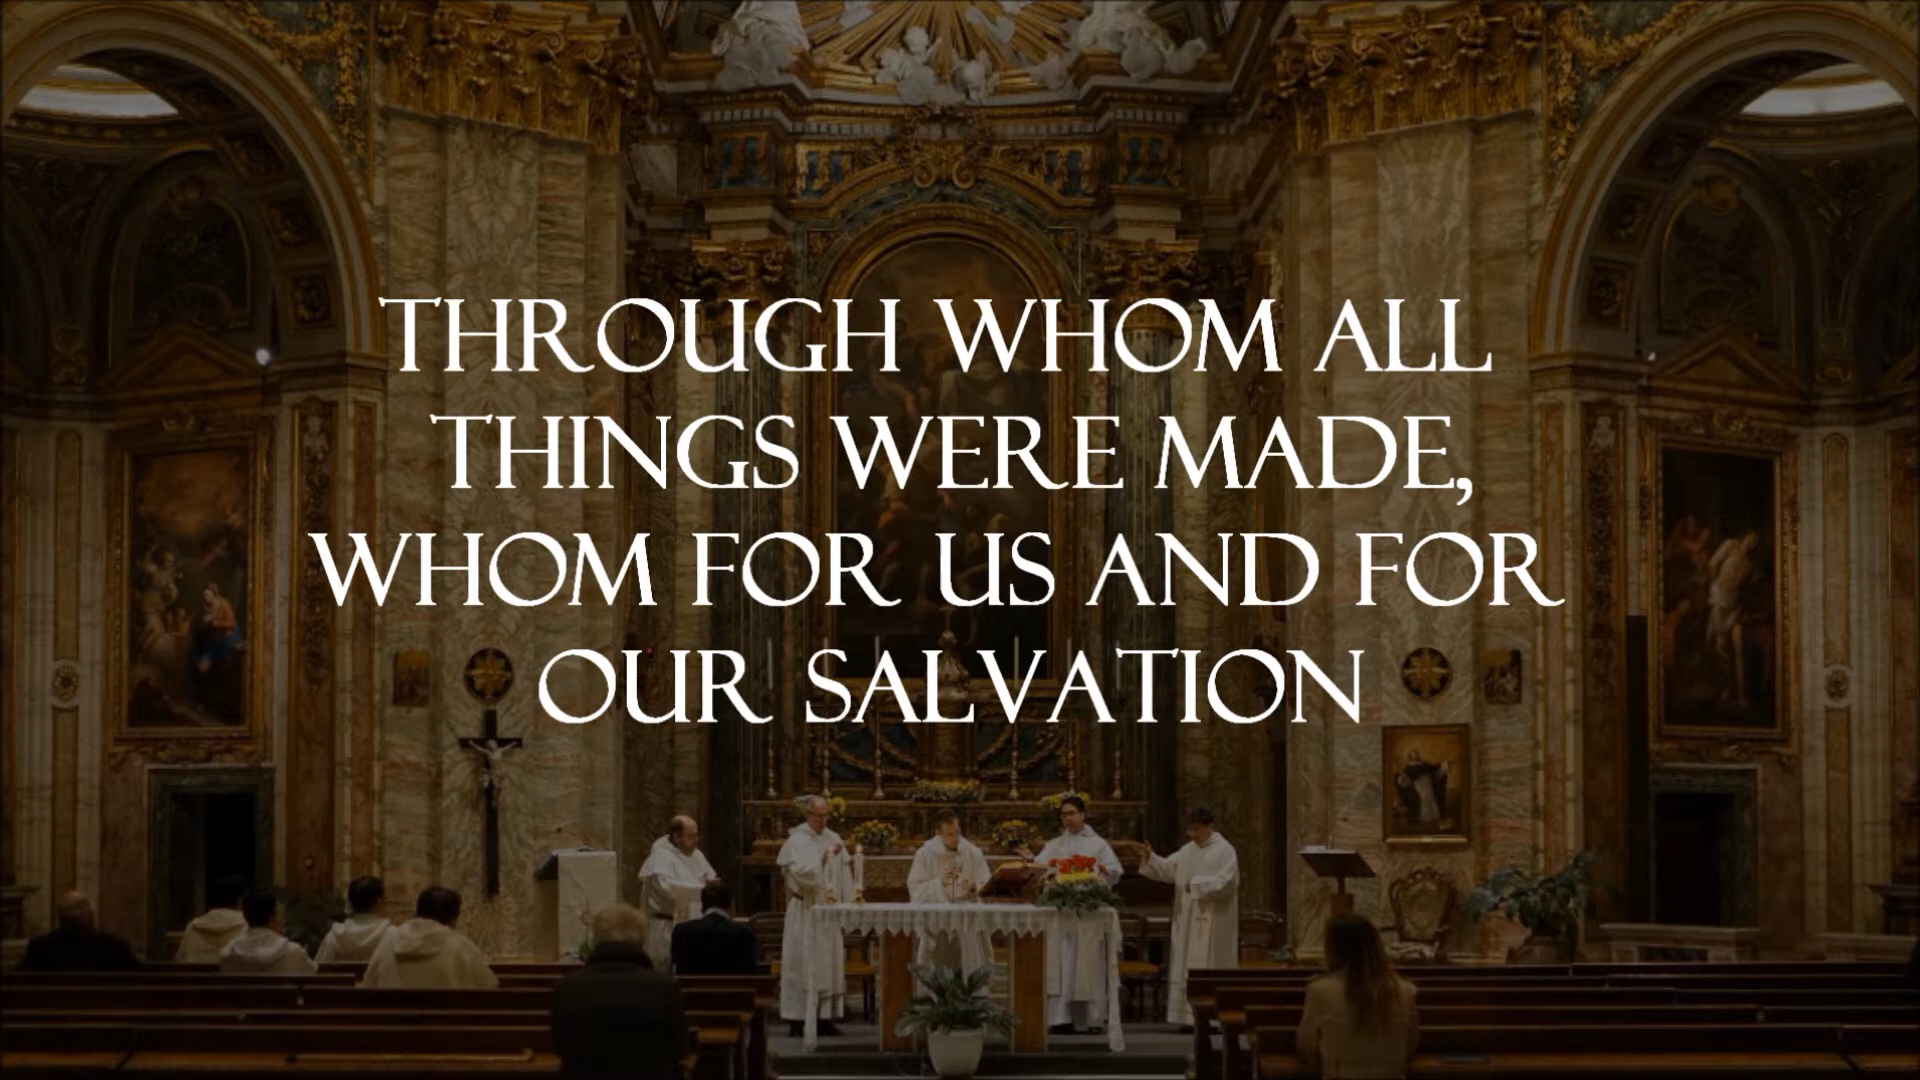 THROUGH WHOM ALL
THINGS WERE MADE,
WHOM FOR US AND FOR
OUR SALVATION